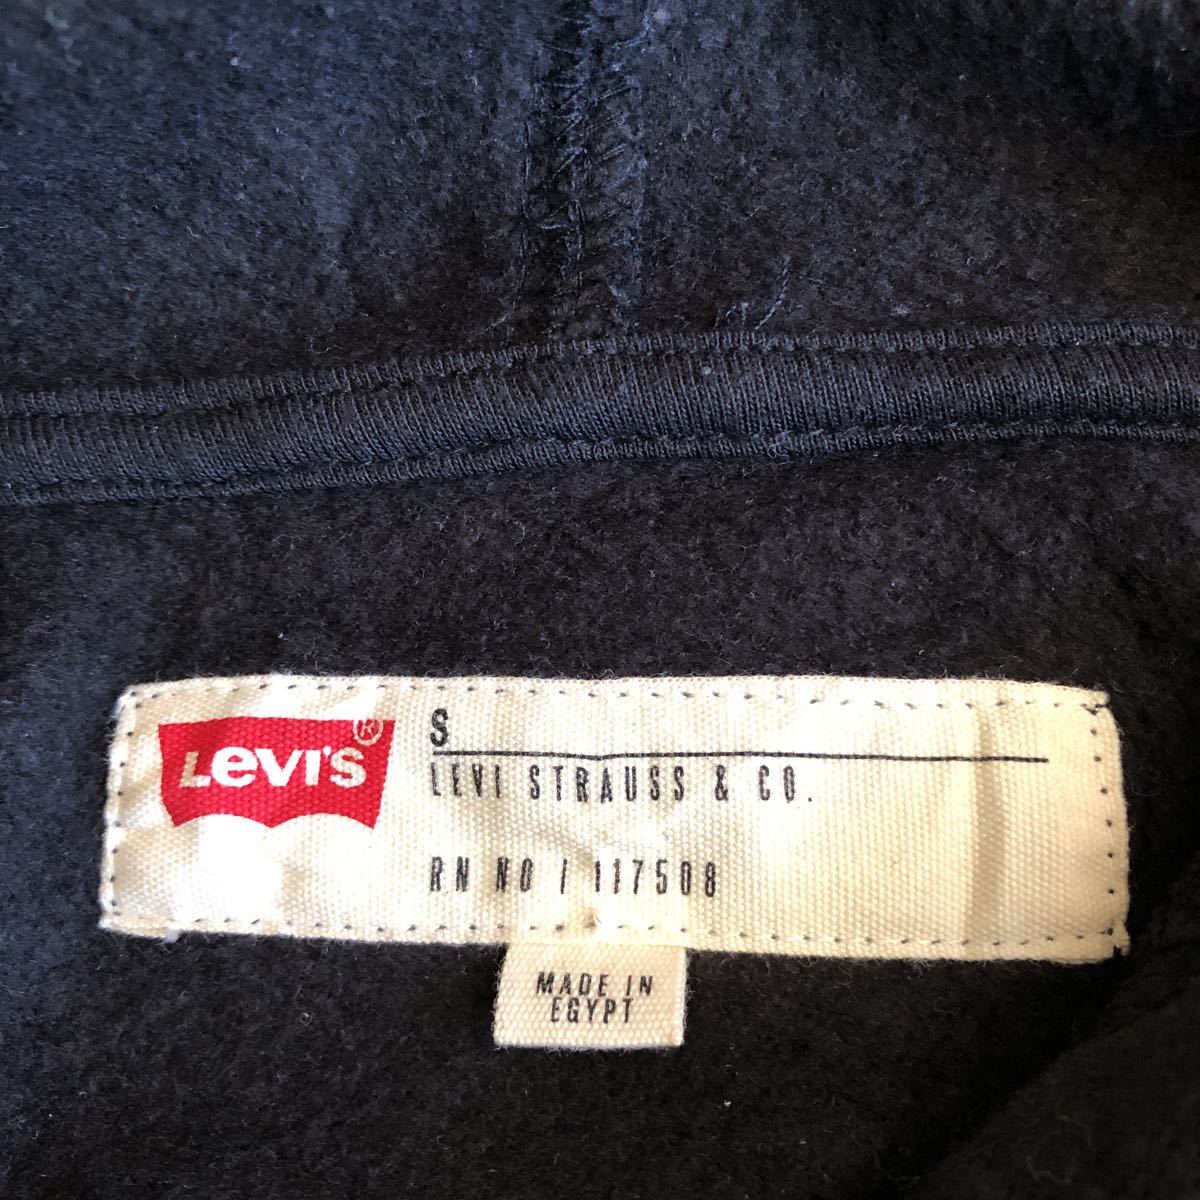 LEVI'S®
S
LEVI STRAUSS & CO.
RN NO / 117508
MADE IN
EGYPT